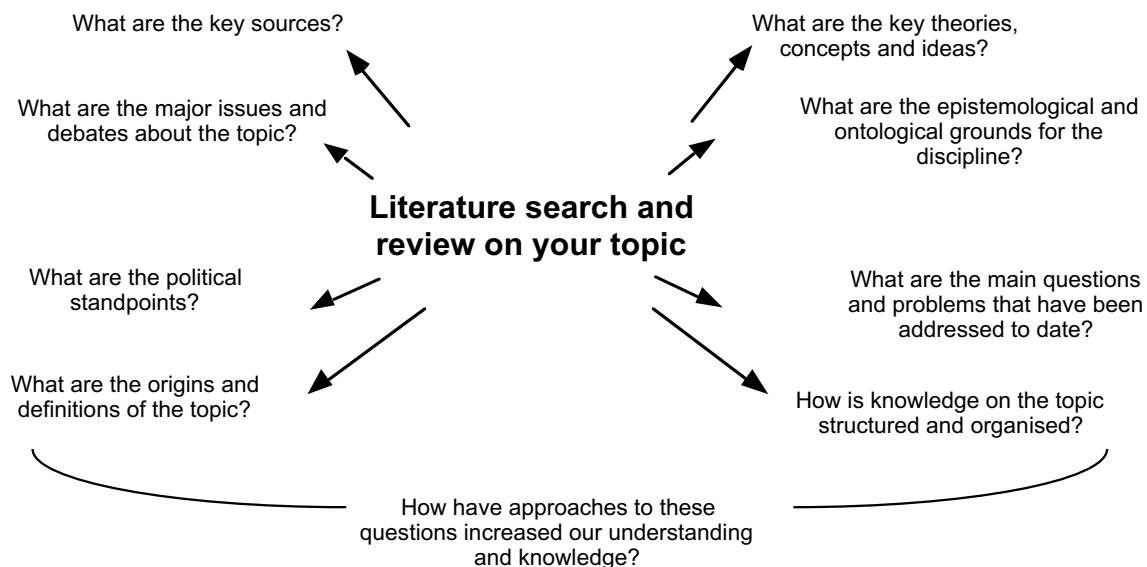 What are the key sources?
What are the key theories,
concepts and ideas?
What are the major issues and
debates about the topic?
What are the epistemological and
ontological grounds for the
discipline?
Literature search and
review on your topic
What are the political
standpoints?
What are the main questions
and problems that have been
addressed to date?
What are the origins and
definitions of the topic?
How is knowledge on the topic
structured and organised?
How have approaches to these
questions increased our understanding
and knowledge?